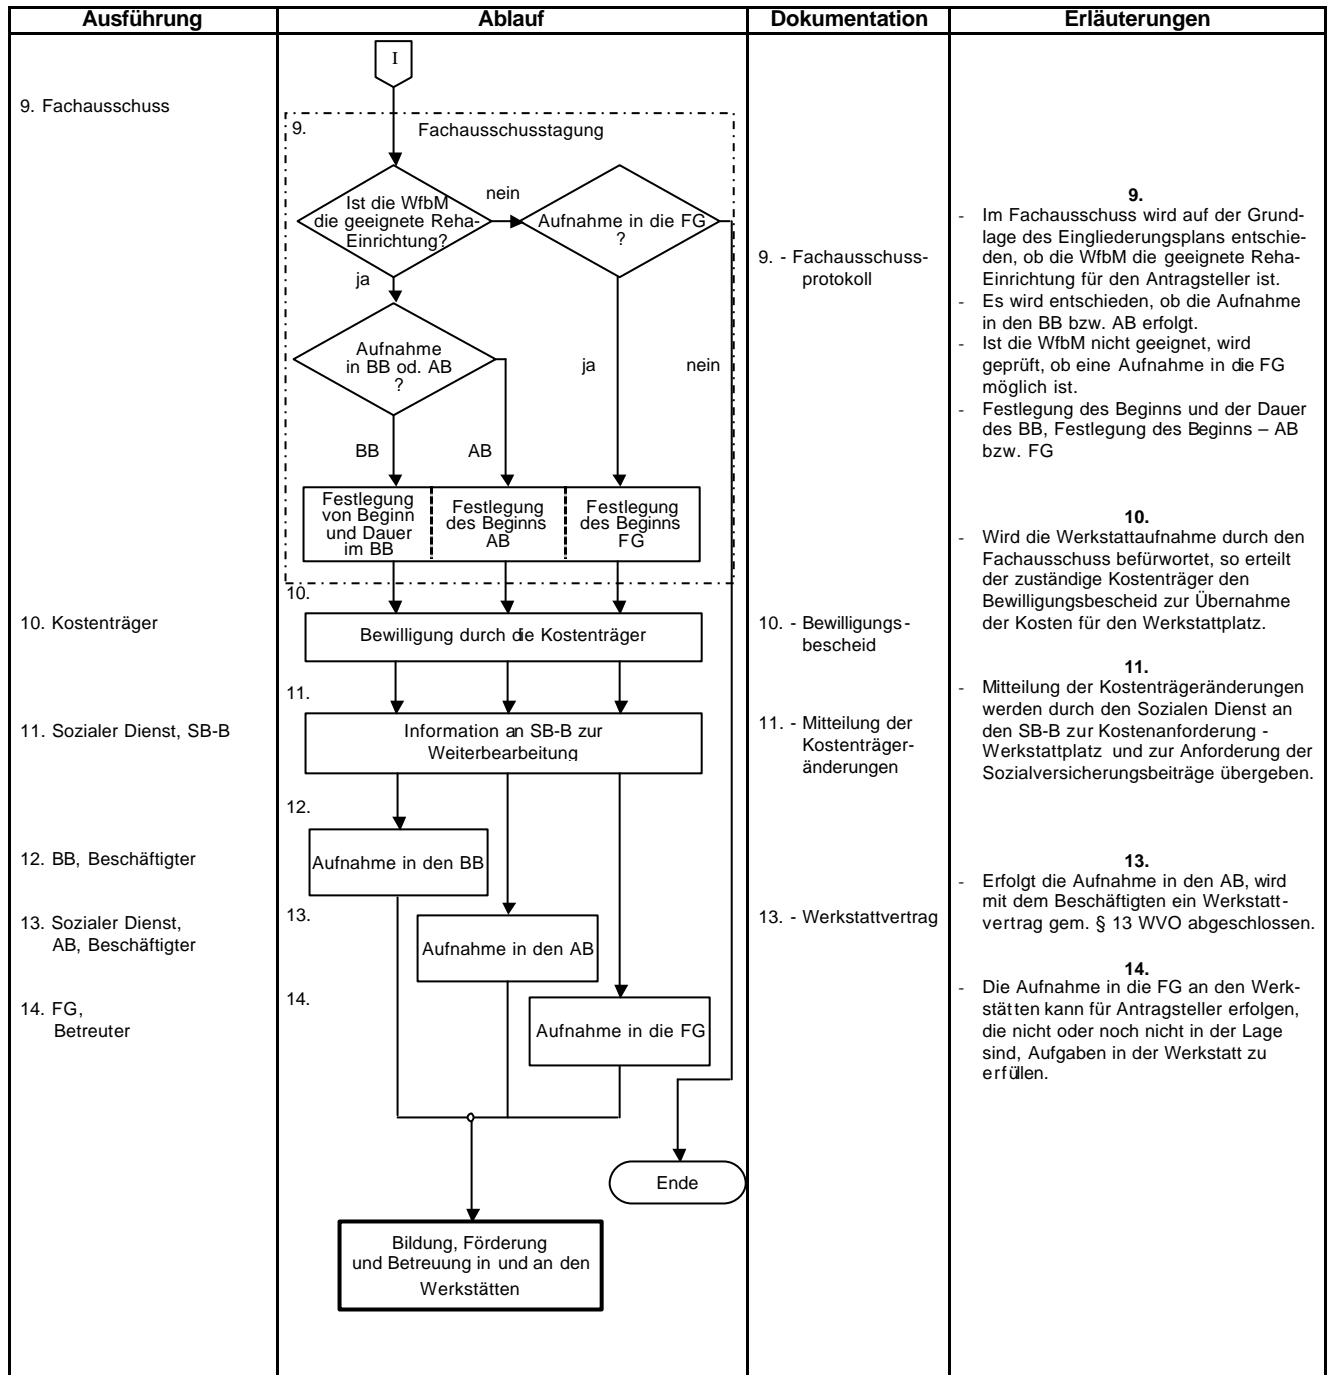 Ausführung
Ablauf
Dokumentation
Erläuterungen
I
9. Fachausschuss
9.
Fachausschusstagung
Ist die WfbM
die geeignete Reha-
Einrichtung?
nein
Aufnahme in die FG
?
ja
Aufnahme
in BB od. AB
?
ja
nein
BB
AB
Festlegung
von Beginn
und Dauer
im BB
Festlegung
des Beginns
AB
Festlegung
des Beginns
FG
9. - Fachausschuss-
protokoll
9.
- Im Fachausschuss wird auf der Grund-
lage des Eingliederungsplans entschie-
den, ob die WfbM die geeignete Reha-
Einrichtung für den Antragsteller ist.
- Es wird entschieden, ob die Aufnahme
in den BB bzw. AB erfolgt.
- Ist die WfbM nicht geeignet, wird
geprüft, ob eine Aufnahme in die FG
möglich ist.
- Festlegung des Beginns und der Dauer
des BB, Festlegung des Beginns – AB
bzw. FG
10. Kostenträger
10.
Bewilligung durch die Kostenträger
10. - Bewilligungs-
bescheid
10.
- Wird die Werkstattaufnahme durch den
Fachausschuss befürwortet, so erteilt
der zuständige Kostenträger den
Bewilligungsbescheid zur Übernahme
der Kosten für den Werkstattplatz.
11. Sozialer Dienst, SB-B
11.
Information an SB-B zur
Weiterbearbeitung
11. - Mitteilung der
Kostenträger-
änderungen
11.
- Mitteilung der Kostenträgeränderungen
werden durch den Sozialen Dienst an
den SB-B zur Kostenanforderung -
Werkstattplatz und zur Anforderung der
Sozialversicherungsbeiträge übergeben.
12. BB, Beschäftigter
12.
Aufnahme in den BB
13. Sozialer Dienst,
AB, Beschäftigter
13.
Aufnahme in den AB
13. - Werkstattvertrag
13.
- Erfolgt die Aufnahme in den AB, wird
mit dem Beschäftigten ein Werkstatt-
vertrag gem. § 13 WVO abgeschlossen.
14. FG,
Betreuter
14.
Aufnahme in die FG
14.
- Die Aufnahme in die FG an den Werk-
stätten kann für Antragsteller erfolgen,
die nicht oder noch nicht in der Lage
sind, Aufgaben in der Werkstatt zu
erfüllen.
Ende
Bildung, Förderung
und Betreuung in und an den
Werkstätten